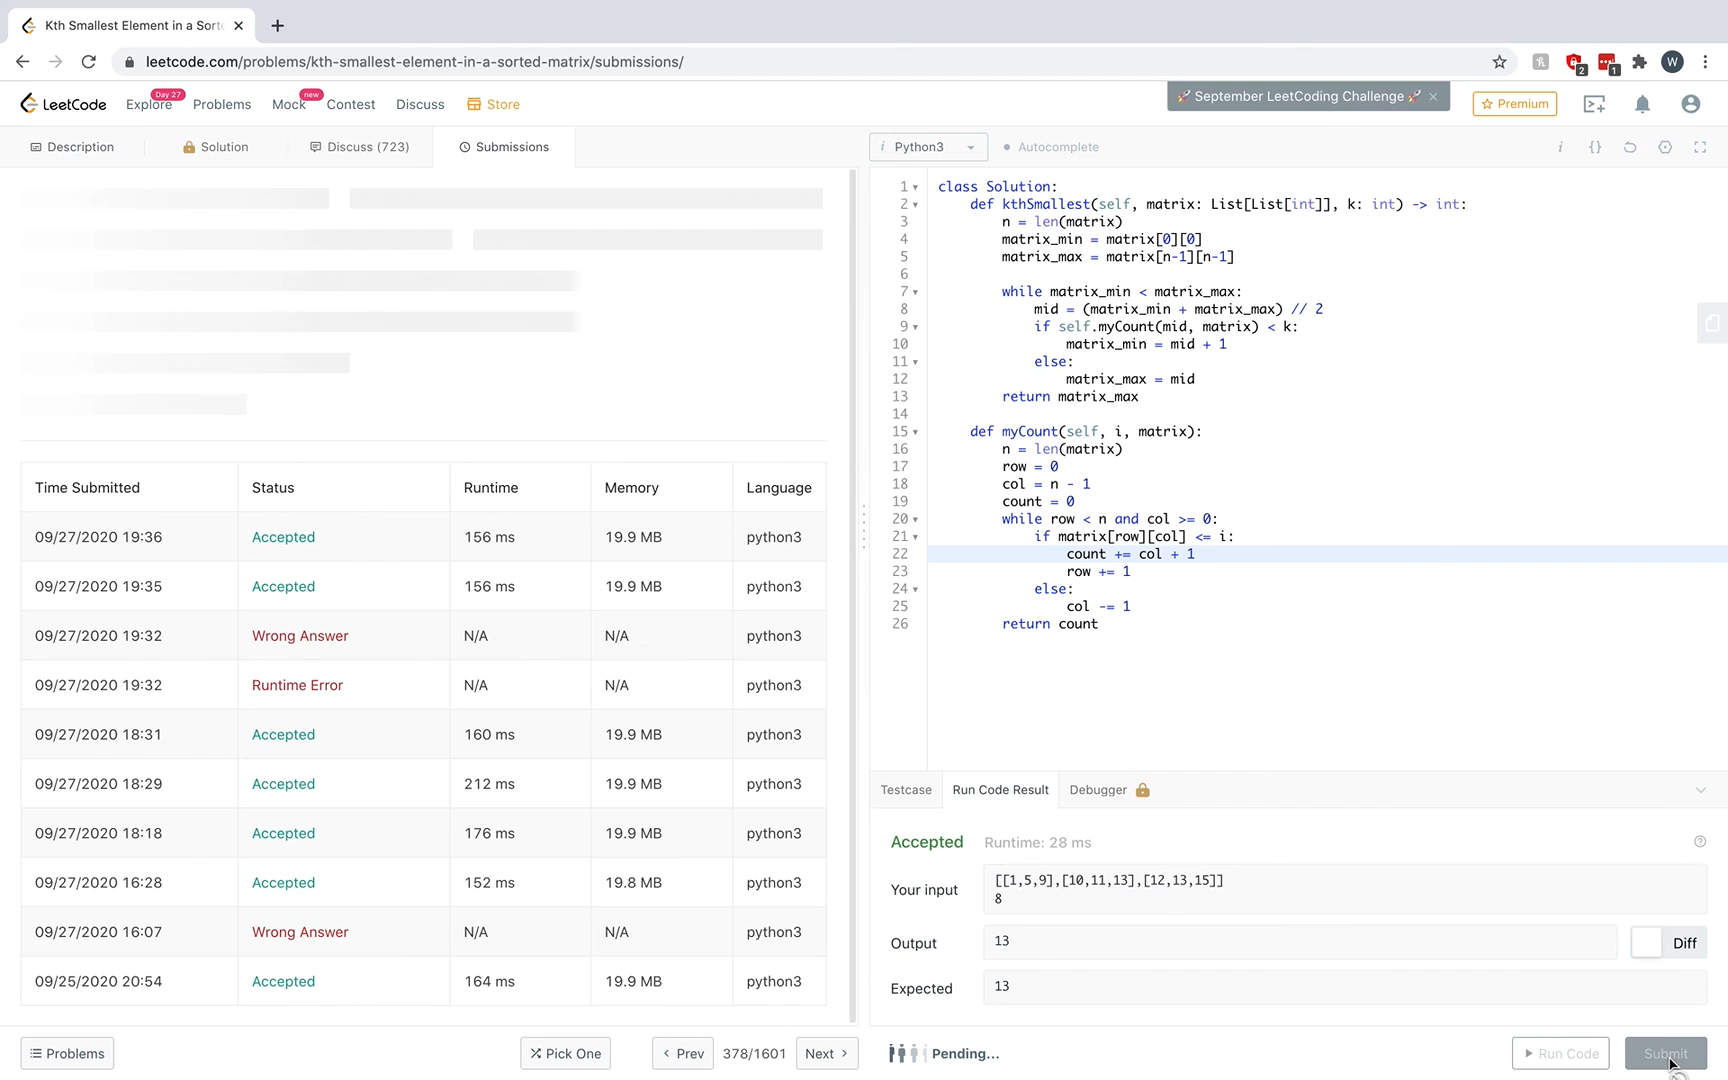 Kth Smallest Element in a Sort
leetcode.com/problems/kth-smallest-element-in-a-sorted-matrix/submissions/
2
1
W
LeetCode
Explore
Day 27
Problems
Mock
new
Contest
Discuss
Store
🚀 September LeetCoding Challenge 🚀 ×
Premium
Description
Solution
Discuss (723)
Submissions
i Python3
Autocomplete
Time Submitted Status Runtime Memory Language
09/27/2020 19:36 Accepted 156 ms 19.9 MB python3
09/27/2020 19:35 Accepted 156 ms 19.9 MB python3
09/27/2020 19:32 Wrong Answer N/A N/A python3
09/27/2020 19:32 Runtime Error N/A N/A python3
09/27/2020 18:31 Accepted 160 ms 19.9 MB python3
09/27/2020 18:29 Accepted 212 ms 19.9 MB python3
09/27/2020 18:18 Accepted 176 ms 19.9 MB python3
09/27/2020 16:28 Accepted 152 ms 19.8 MB python3
09/27/2020 16:07 Wrong Answer N/A N/A python3
09/25/2020 20:54 Accepted 164 ms 19.9 MB python3
Problems
Pick One
< Prev
378/1601
Next >
1 class Solution:
2 def kthSmallest(self, matrix: List[List[int]], k: int) -> int:
3 n = len(matrix)
4 matrix_min = matrix[0][0]
5 matrix_max = matrix[n-1][n-1]
6
7 while matrix_min < matrix_max:
8 mid = (matrix_min + matrix_max) // 2
9 if self.myCount(mid, matrix) < k:
10 matrix_min = mid + 1
11 else:
12 matrix_max = mid
13 return matrix_max
14
15 def myCount(self, i, matrix):
16 n = len(matrix)
17 row = 0
18 col = n - 1
19 count = 0
20 while row < n and col >= 0:
21 if matrix[row][col] <= i:
22 count += col + 1
23 row += 1
24 else:
25 col -= 1
26 return count
Testcase
Run Code Result
Debugger
Accepted Runtime: 28 ms
Your input
[[1,5,9],[10,11,13],[12,13,15]]
8
Output
13
Diff
Expected
13
Pending...
Run Code
Submit